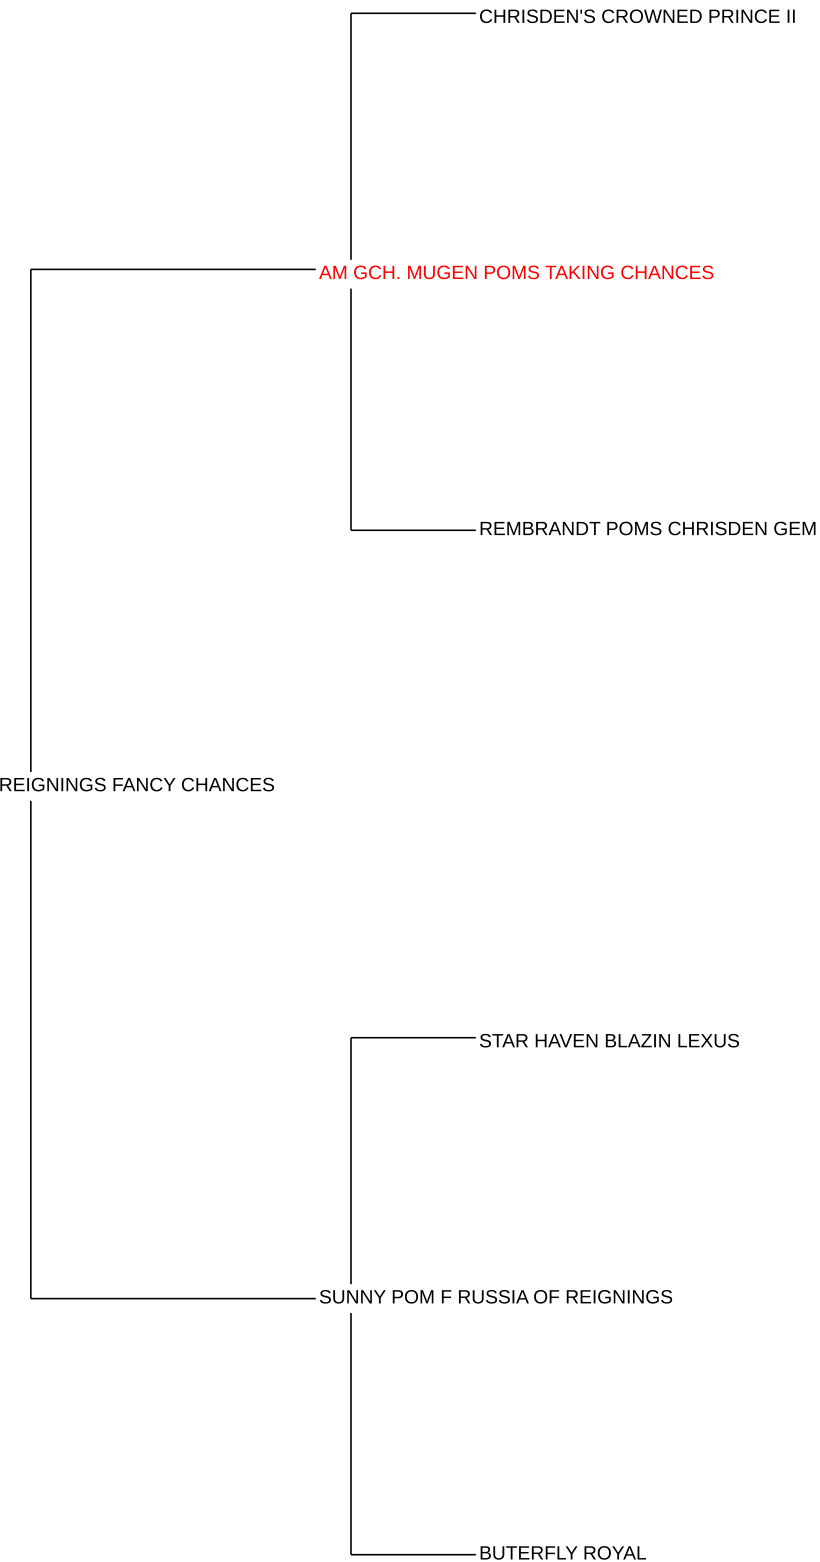 CHRISDEN'S CROWNED PRINCE II
AM GCH. MUGEN POMS TAKING CHANCES
REMBRANDT POMS CHRISDEN GEM
REIGNINGS FANCY CHANCES
STAR HAVEN BLAZIN LEXUS
SUNNY POM F RUSSIA OF REIGNINGS
BUTERFLY ROYAL